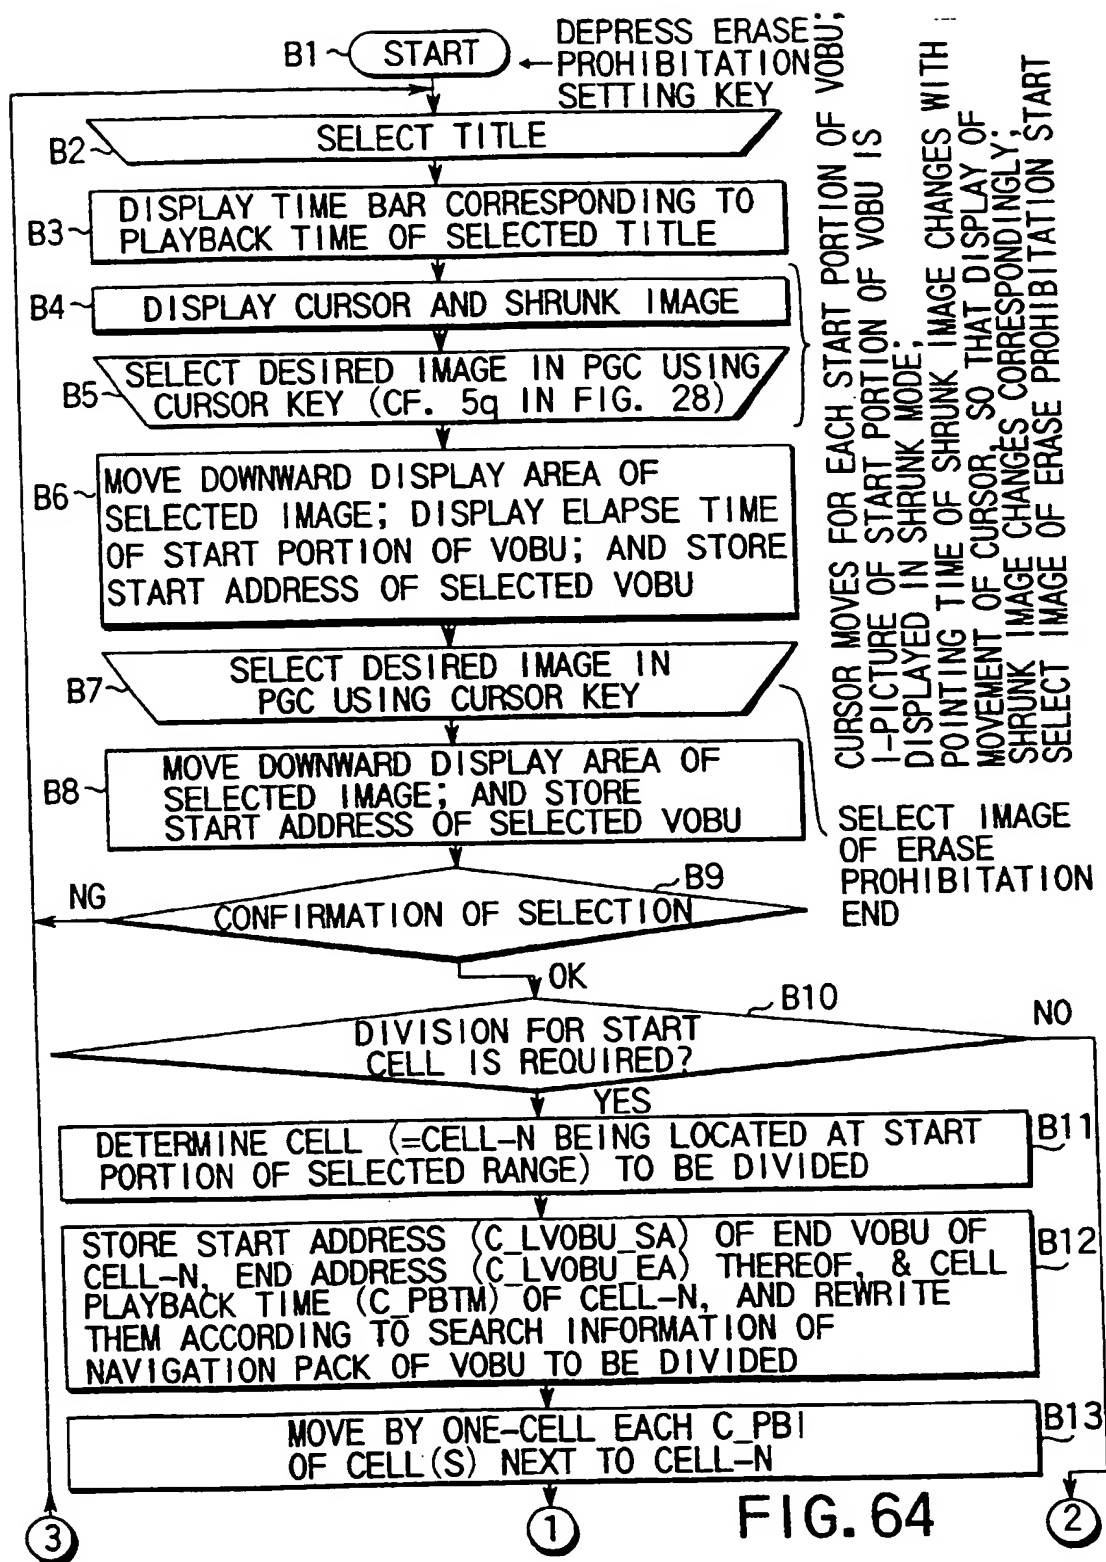 B1
START
DEPRESS ERASE
PROHIBITATION
SETTING KEY
B2
SELECT TITLE
B3
DISPLAY TIME BAR CORRESPONDING TO
PLAYBACK TIME OF SELECTED TITLE
B4
DISPLAY CURSOR AND SHRUNK IMAGE
B5
SELECT DESIRED IMAGE IN PGC USING
CURSOR KEY (CF. 5q IN FIG. 28)
CURSOR MOVES FOR EACH START PORTION OF VOBU;
I-PICTURE OF START PORTION OF VOBU IS
DISPLAYED IN SHRUNK MODE;
POINTING TIME OF SHRUNK IMAGE CHANGES WITH
MOVEMENT OF CURSOR, SO THAT DISPLAY OF
SHRUNK IMAGE CHANGES CORRESPONDINGLY;
SELECT IMAGE OF ERASE PROHIBITATION START
B6
MOVE DOWNWARD DISPLAY AREA OF
SELECTED IMAGE; DISPLAY ELAPSE TIME
OF START PORTION OF VOBU; AND STORE
START ADDRESS OF SELECTED VOBU
B7
SELECT DESIRED IMAGE IN
PGC USING CURSOR KEY
B8
MOVE DOWNWARD DISPLAY AREA OF
SELECTED IMAGE; AND STORE
START ADDRESS OF SELECTED VOBU
SELECT IMAGE
OF ERASE
PROHIBITATION
END
B9
NG
CONFIRMATION OF SELECTION
OK
B10
NO
DIVISION FOR START
CELL IS REQUIRED?
YES
B11
DETERMINE CELL (=CELL-N BEING LOCATED AT START
PORTION OF SELECTED RANGE) TO BE DIVIDED
B12
STORE START ADDRESS (C_LVOBU_SA) OF END VOBU OF
CELL-N, END ADDRESS (C_LVOBU_EA) THEREOF, & CELL
PLAYBACK TIME (C_PBTM) OF CELL-N, AND REWRITE
THEM ACCORDING TO SEARCH INFORMATION OF
NAVIGATION PACK OF VOBU TO BE DIVIDED
B13
MOVE BY ONE-CELL EACH C_PBI
OF CELL(S) NEXT TO CELL-N
3
1
FIG. 64
2